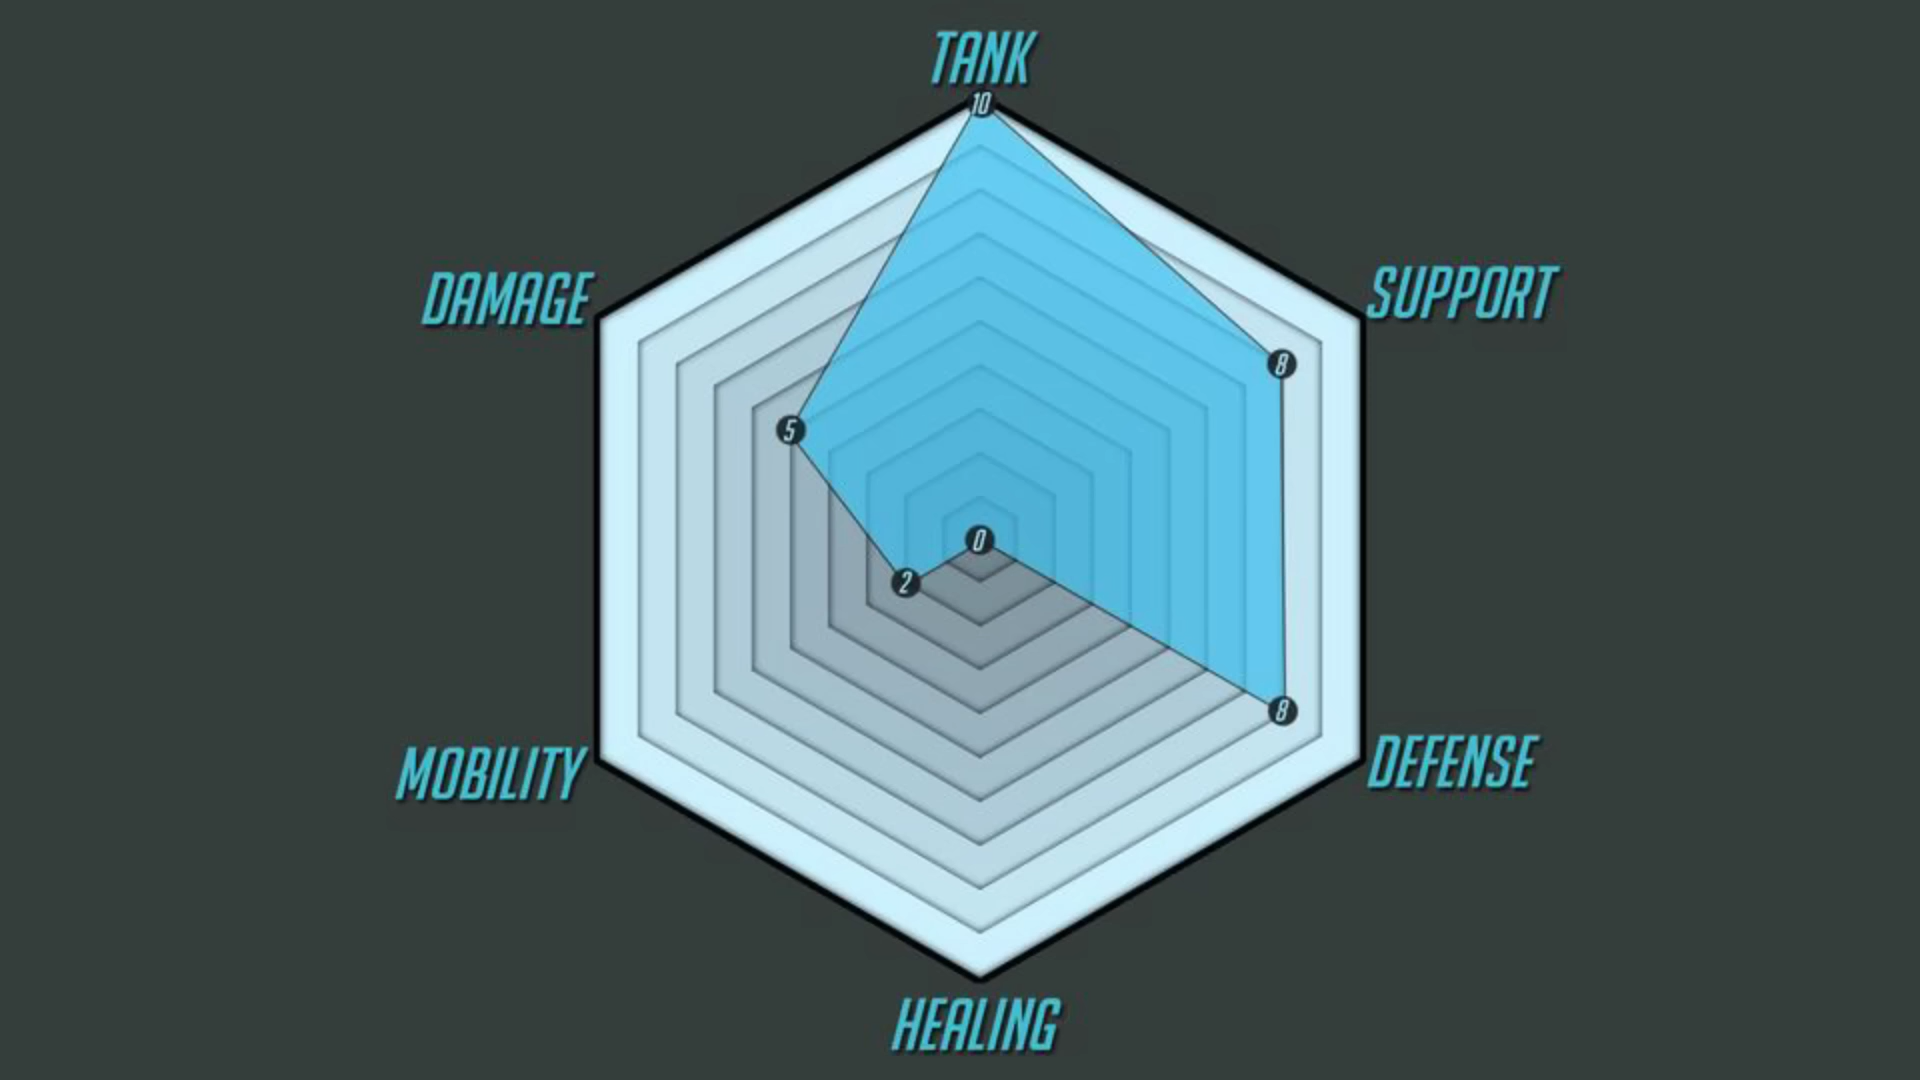 TANK
10
DAMAGE
SUPPORT
8
5
0
2
8
MOBILITY
DEFENSE
HEALING